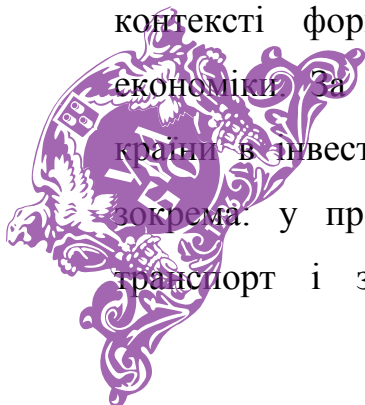 контексті фор
економіки. За
країни в інвест
зокрема: у пр
транспорт і з